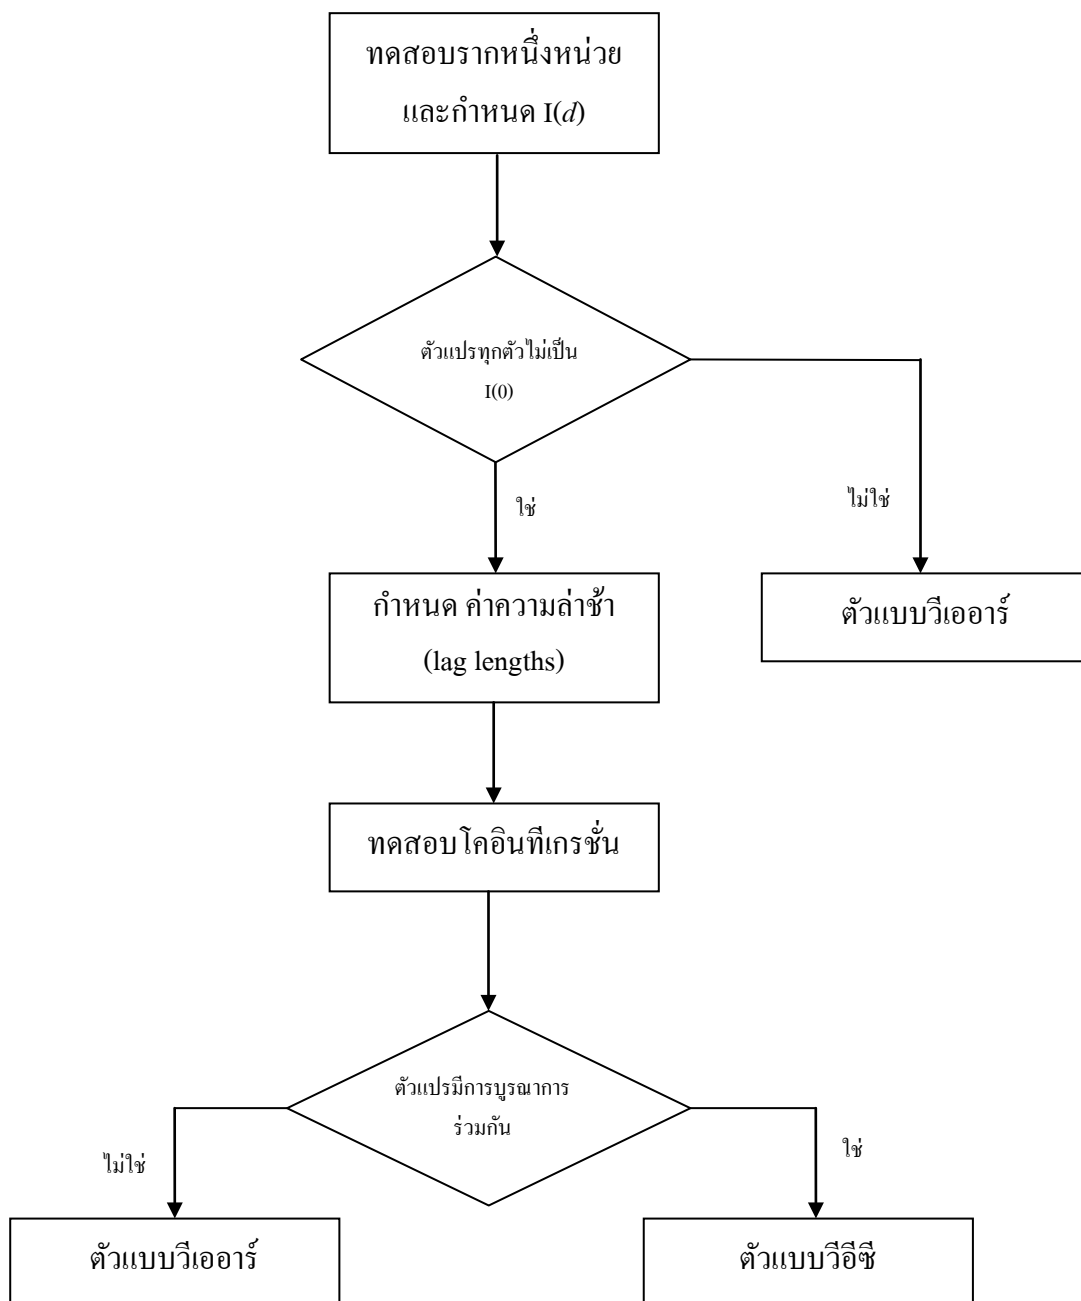 ทดสอบรากหนึ่งหน่วย
และกำหนด I(d)
ตัวแปรทุกตัวไม่เป็น
I(0)
ใช่
ไม่ใช่
กำหนด ค่าความล่าช้า
(lag lengths)
ตัวแบบวีเออาร์
ทดสอบโคอินทีเกรชั่น
ตัวแปรมีการบูรณาการ
ร่วมกัน
ไม่ใช่
ใช่
ตัวแบบวีเออาร์
ตัวแบบวีอีซี